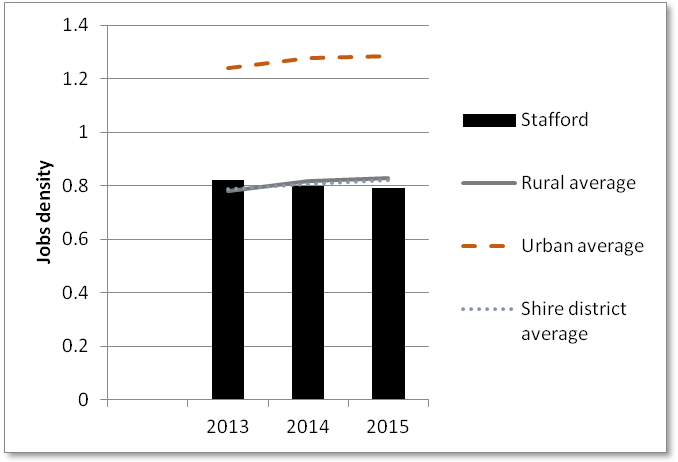 1.4
1.2
1
0.8
0.6
0.4
0.2
0
Jobs density
2013 2014 2015
Stafford
Rural average
Urban average
Shire district
average